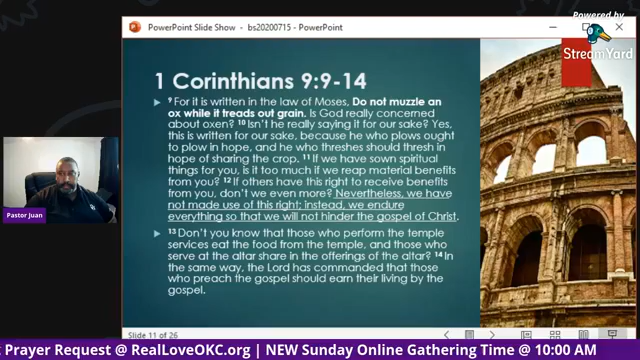 Powered by
StreamYard
PowerPoint Slide Show - bs20200715 - PowerPoint
1 Corinthians 9:9-14
9 For it is written in the law of Moses, Do not muzzle an
ox while it treads out grain. Is God really concerned
about oxen? 10 Isn't he really saying it for our sake? Yes,
this is written for our sake, because he who plows ought
to plow in hope, and he who threshes should thresh in
hope of sharing the crop. 11 If we have sown spiritual
things for you, is it too much if we reap material benefits
from you? 12 If others have this right to receive benefits
from you, don't we even more? Nevertheless, we have
not made use of this right; instead, we endure
everything so that we will not hinder the gospel of Christ.
13 Don't you know that those who perform the temple
services eat the food from the temple, and those who
serve at the altar share in the offerings of the altar? 14 In
the same way, the Lord has commanded that those
who preach the gospel should earn their living by the
gospel.
Pastor Juan
Slide 11 of 26
Prayer Request @ RealLoveOKC.org | NEW Sunday Online Gathering Time @ 10:00 AM